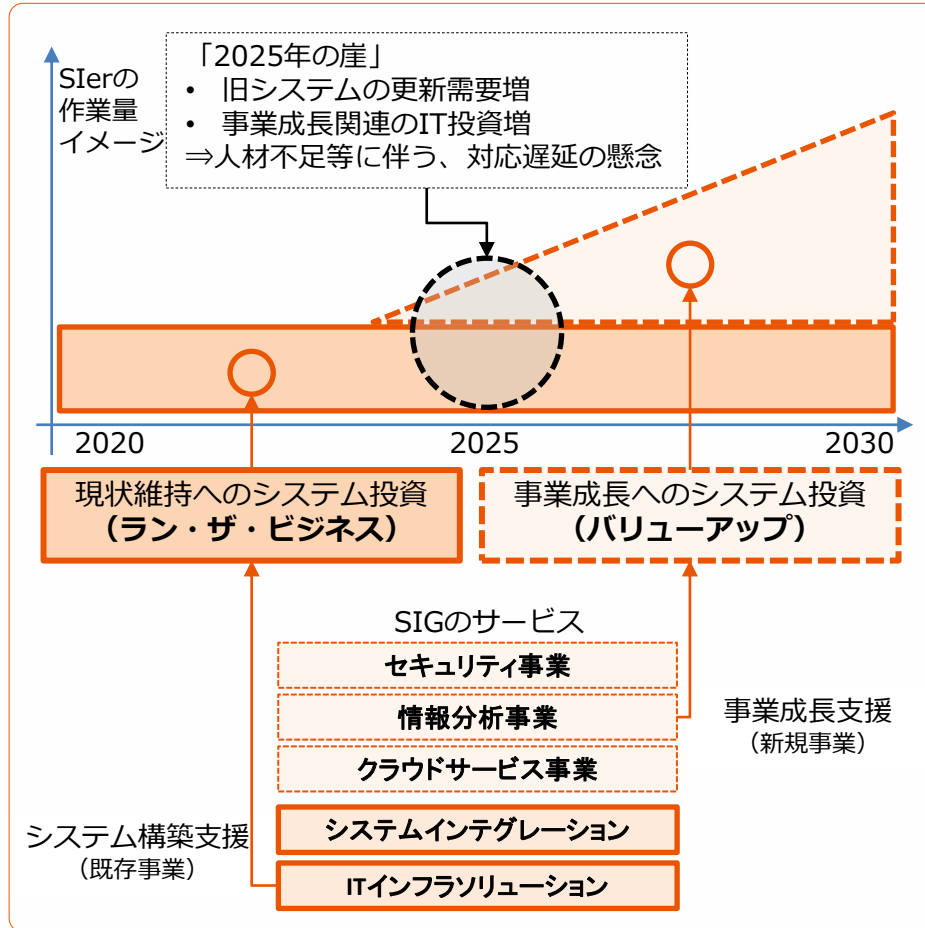 SIerの
作業量
イメージ
「2025年の崖」
• 旧システムの更新需要増
• 事業成長関連のIT投資増
⇒人材不足等に伴う、対応遅延の懸念
2020
2025
2030
現状維持へのシステム投資
（ラン・ザ・ビジネス）
事業成長へのシステム投資
（バリューアップ）
SIGのサービス
セキュリティ事業
情報分析事業
クラウドサービス事業
システムインテグレーション
ITインフラソリューション
事業成長支援
（新規事業）
システム構築支援
（既存事業）